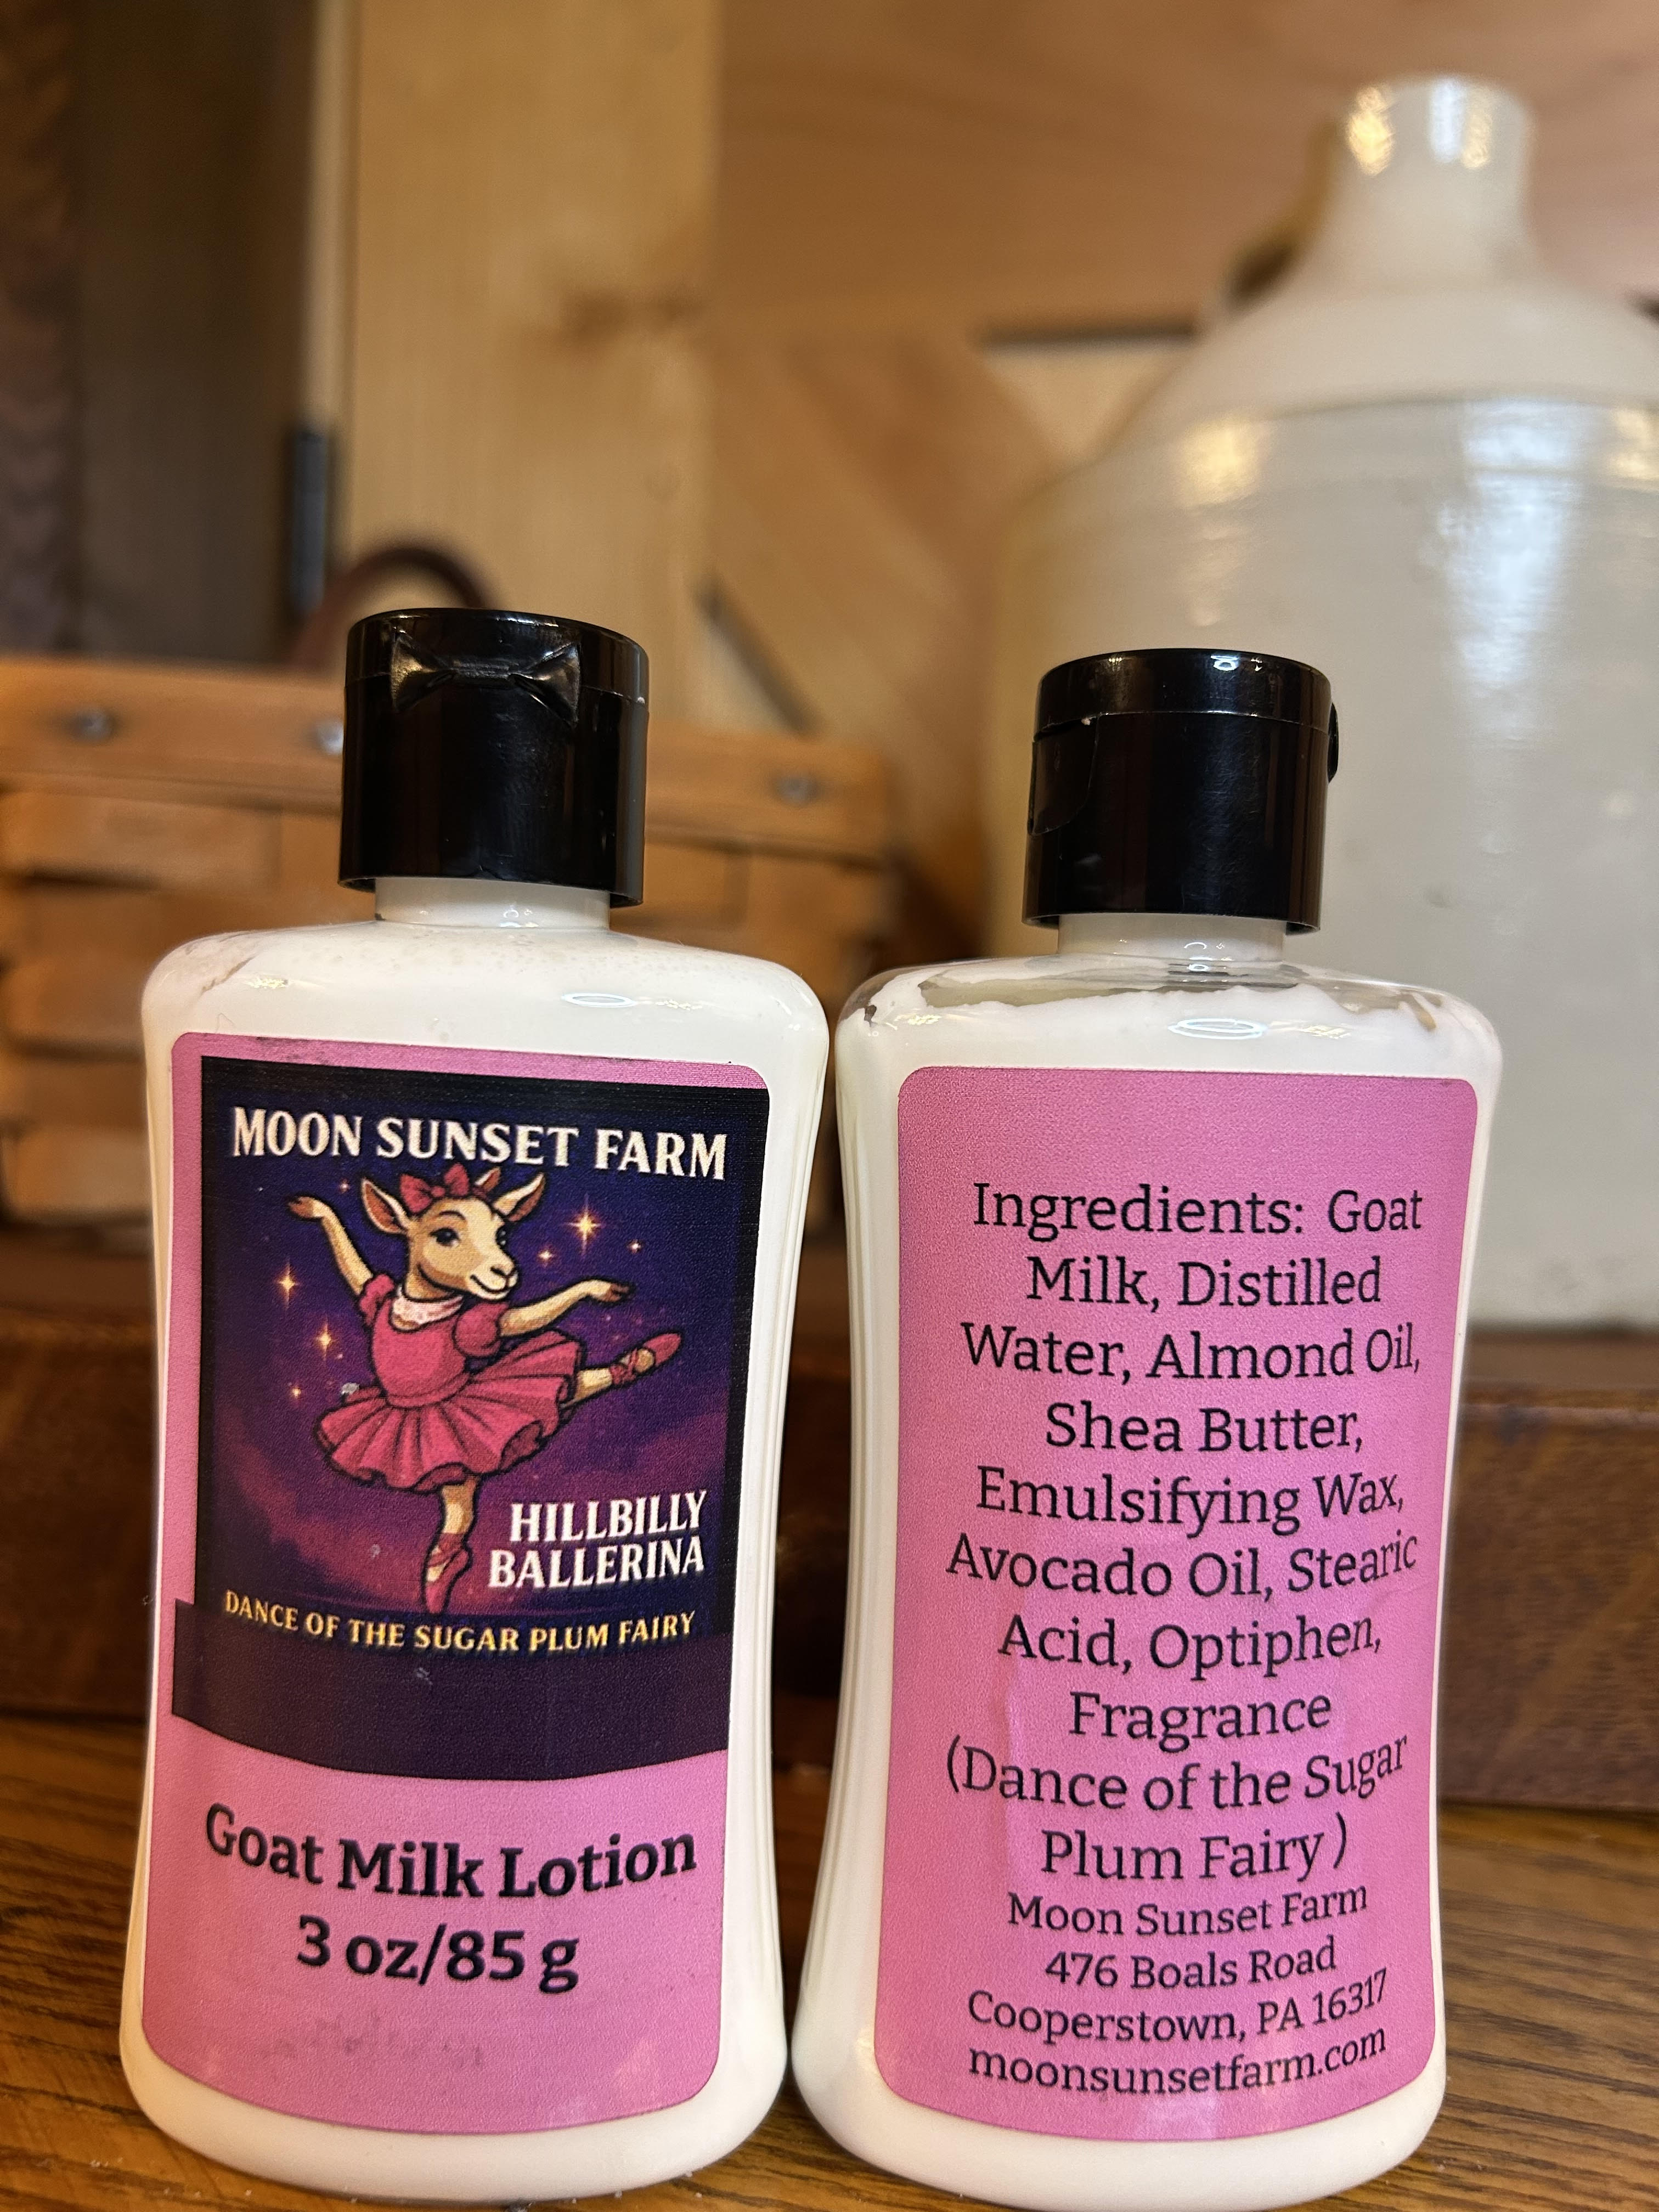 MOON SUNSET FARM
HILLBILLY
BALLERINA
DANCE OF THE SUGAR PLUM FAIRY
Goat Milk Lotion
3 oz/85 g
Ingredients: Goat
Milk, Distilled
Water, Almond Oil,
Shea Butter,
Emulsifying Wax,
Avocado Oil, Stearic
Acid, Optiphen,
Fragrance
(Dance of the Sugar
Plum Fairy )
Moon Sunset Farm
476 Boals Road
Cooperstown, PA 16317
moonsunsetfarm.com